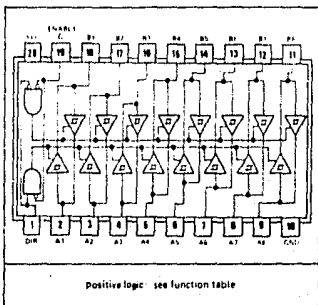 ENABLE
G B1 B2 B3 B4 B5 B6 B7 B8
20 19 18 17 16 15 14 13 12 11
1 2 3 4 5 6 7 8 9 10
DIR A1 A2 A3 A4 A5 A6 A7 A8 GND
positive logic: see function table